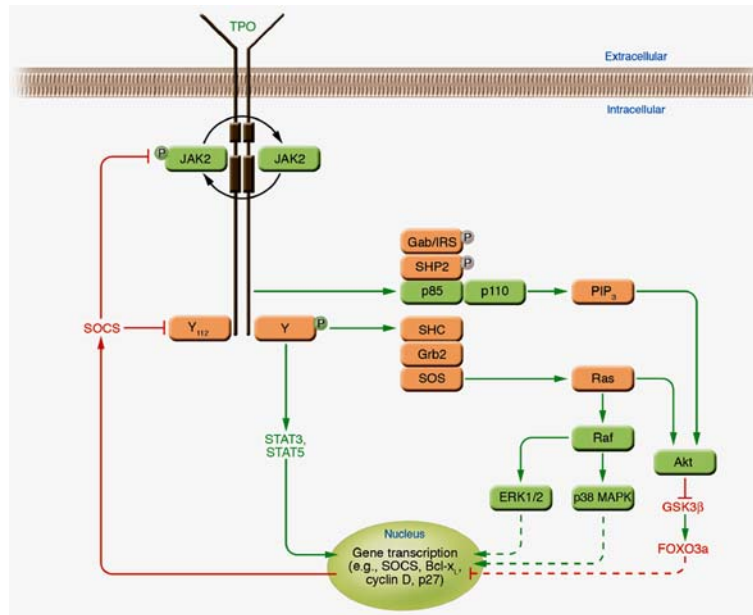 TPO
Extracellular
Intracellular
P
JAK2
JAK2
Gab/IRS
P
SHP2
P
p85
p110
PIP₃
SOCS
Y₁₁₂
Y
P
SHC
Grb2
SOS
Ras
STAT3,
STAT5
Raf
Akt
ERK1/2
p38 MAPK
GSK3β
FOXO3a
Nucleus
Gene transcription
(e.g., SOCS, Bcl-xL,
cyclin D, p27)